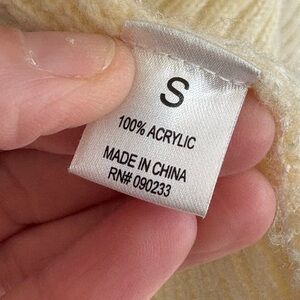 S
100% ACRYLIC
MADE IN CHINA
RN# 090233